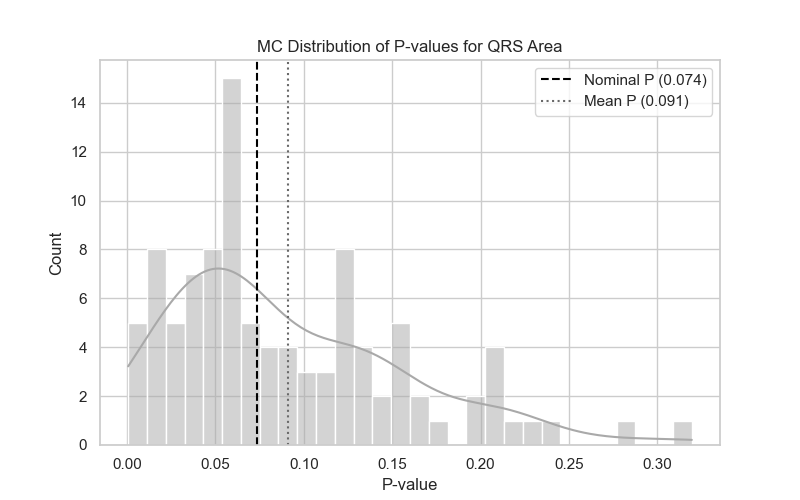 MC Distribution of P-values for QRS Area
Nominal P (0.074)
Mean P (0.091)
14
12
10
8
6
4
2
0
Count
0.00 0.05 0.10 0.15 0.20 0.25 0.30
P-value